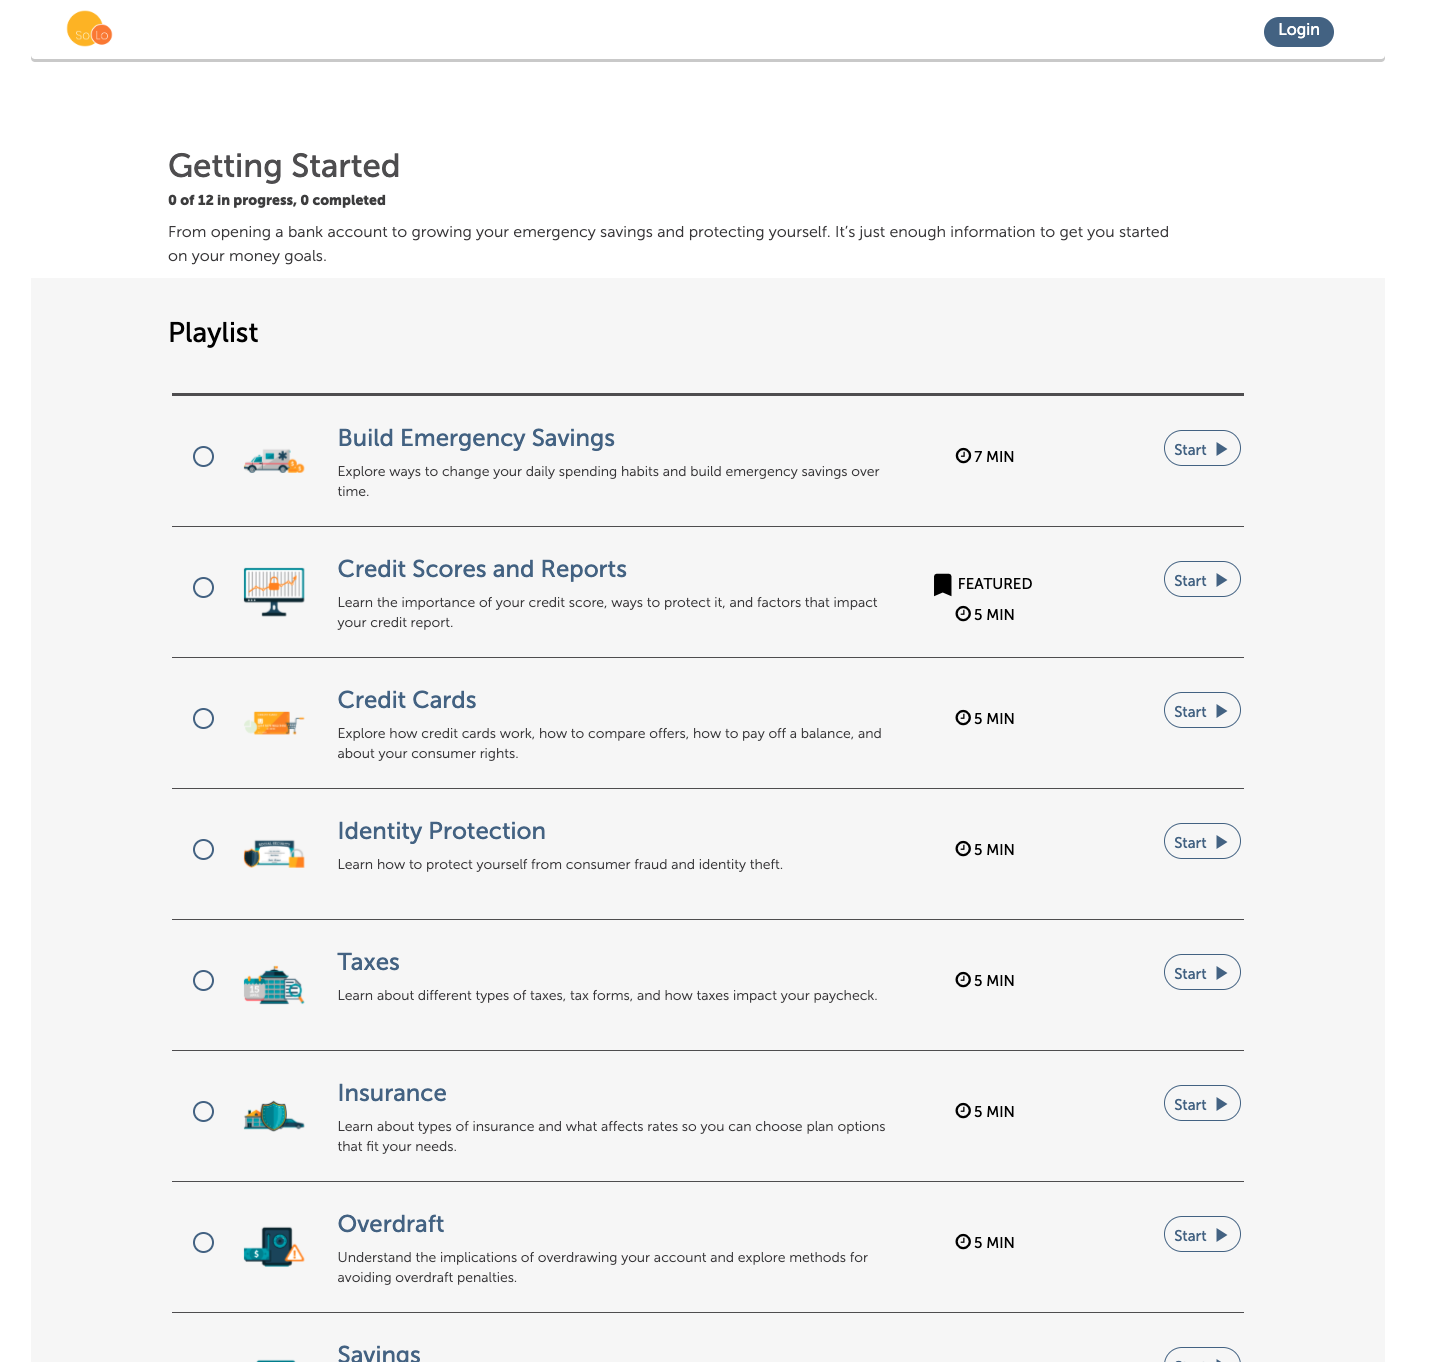 SoLo
Login
Getting Started
0 of 12 in progress, 0 completed
From opening a bank account to growing your emergency savings and protecting yourself. It’s just enough information to get you started
on your money goals.
Playlist
Build Emergency Savings
Explore ways to change your daily spending habits and build emergency savings over
time.
7 MIN
Start
Credit Scores and Reports
Learn the importance of your credit score, ways to protect it, and factors that impact
your credit report.
FEATURED
5 MIN
Start
Credit Cards
Explore how credit cards work, how to compare offers, how to pay off a balance, and
about your consumer rights.
5 MIN
Start
Identity Protection
Learn how to protect yourself from consumer fraud and identity theft.
5 MIN
Start
Taxes
Learn about different types of taxes, tax forms, and how taxes impact your paycheck.
5 MIN
Start
Insurance
Learn about types of insurance and what affects rates so you can choose plan options
that fit your needs.
5 MIN
Start
Overdraft
Understand the implications of overdrawing your account and explore methods for
avoiding overdraft penalties.
5 MIN
Start
Savings